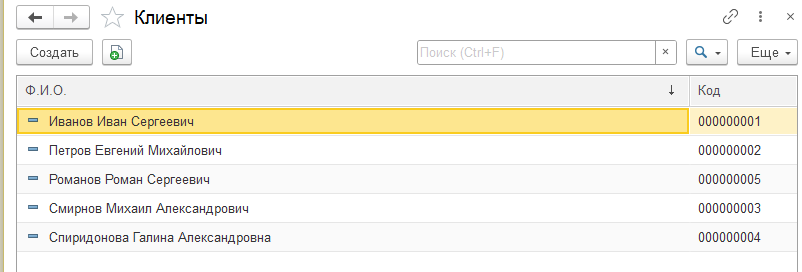 Клиенты
Создать Поиск (Ctrl+F) × Еще
Ф.И.О. ↓ Код
Иванов Иван Сергеевич 000000001
Петров Евгений Михайлович 000000002
Романов Роман Сергеевич 000000005
Смирнов Михаил Александрович 000000003
Спиридонова Галина Александровна 000000004